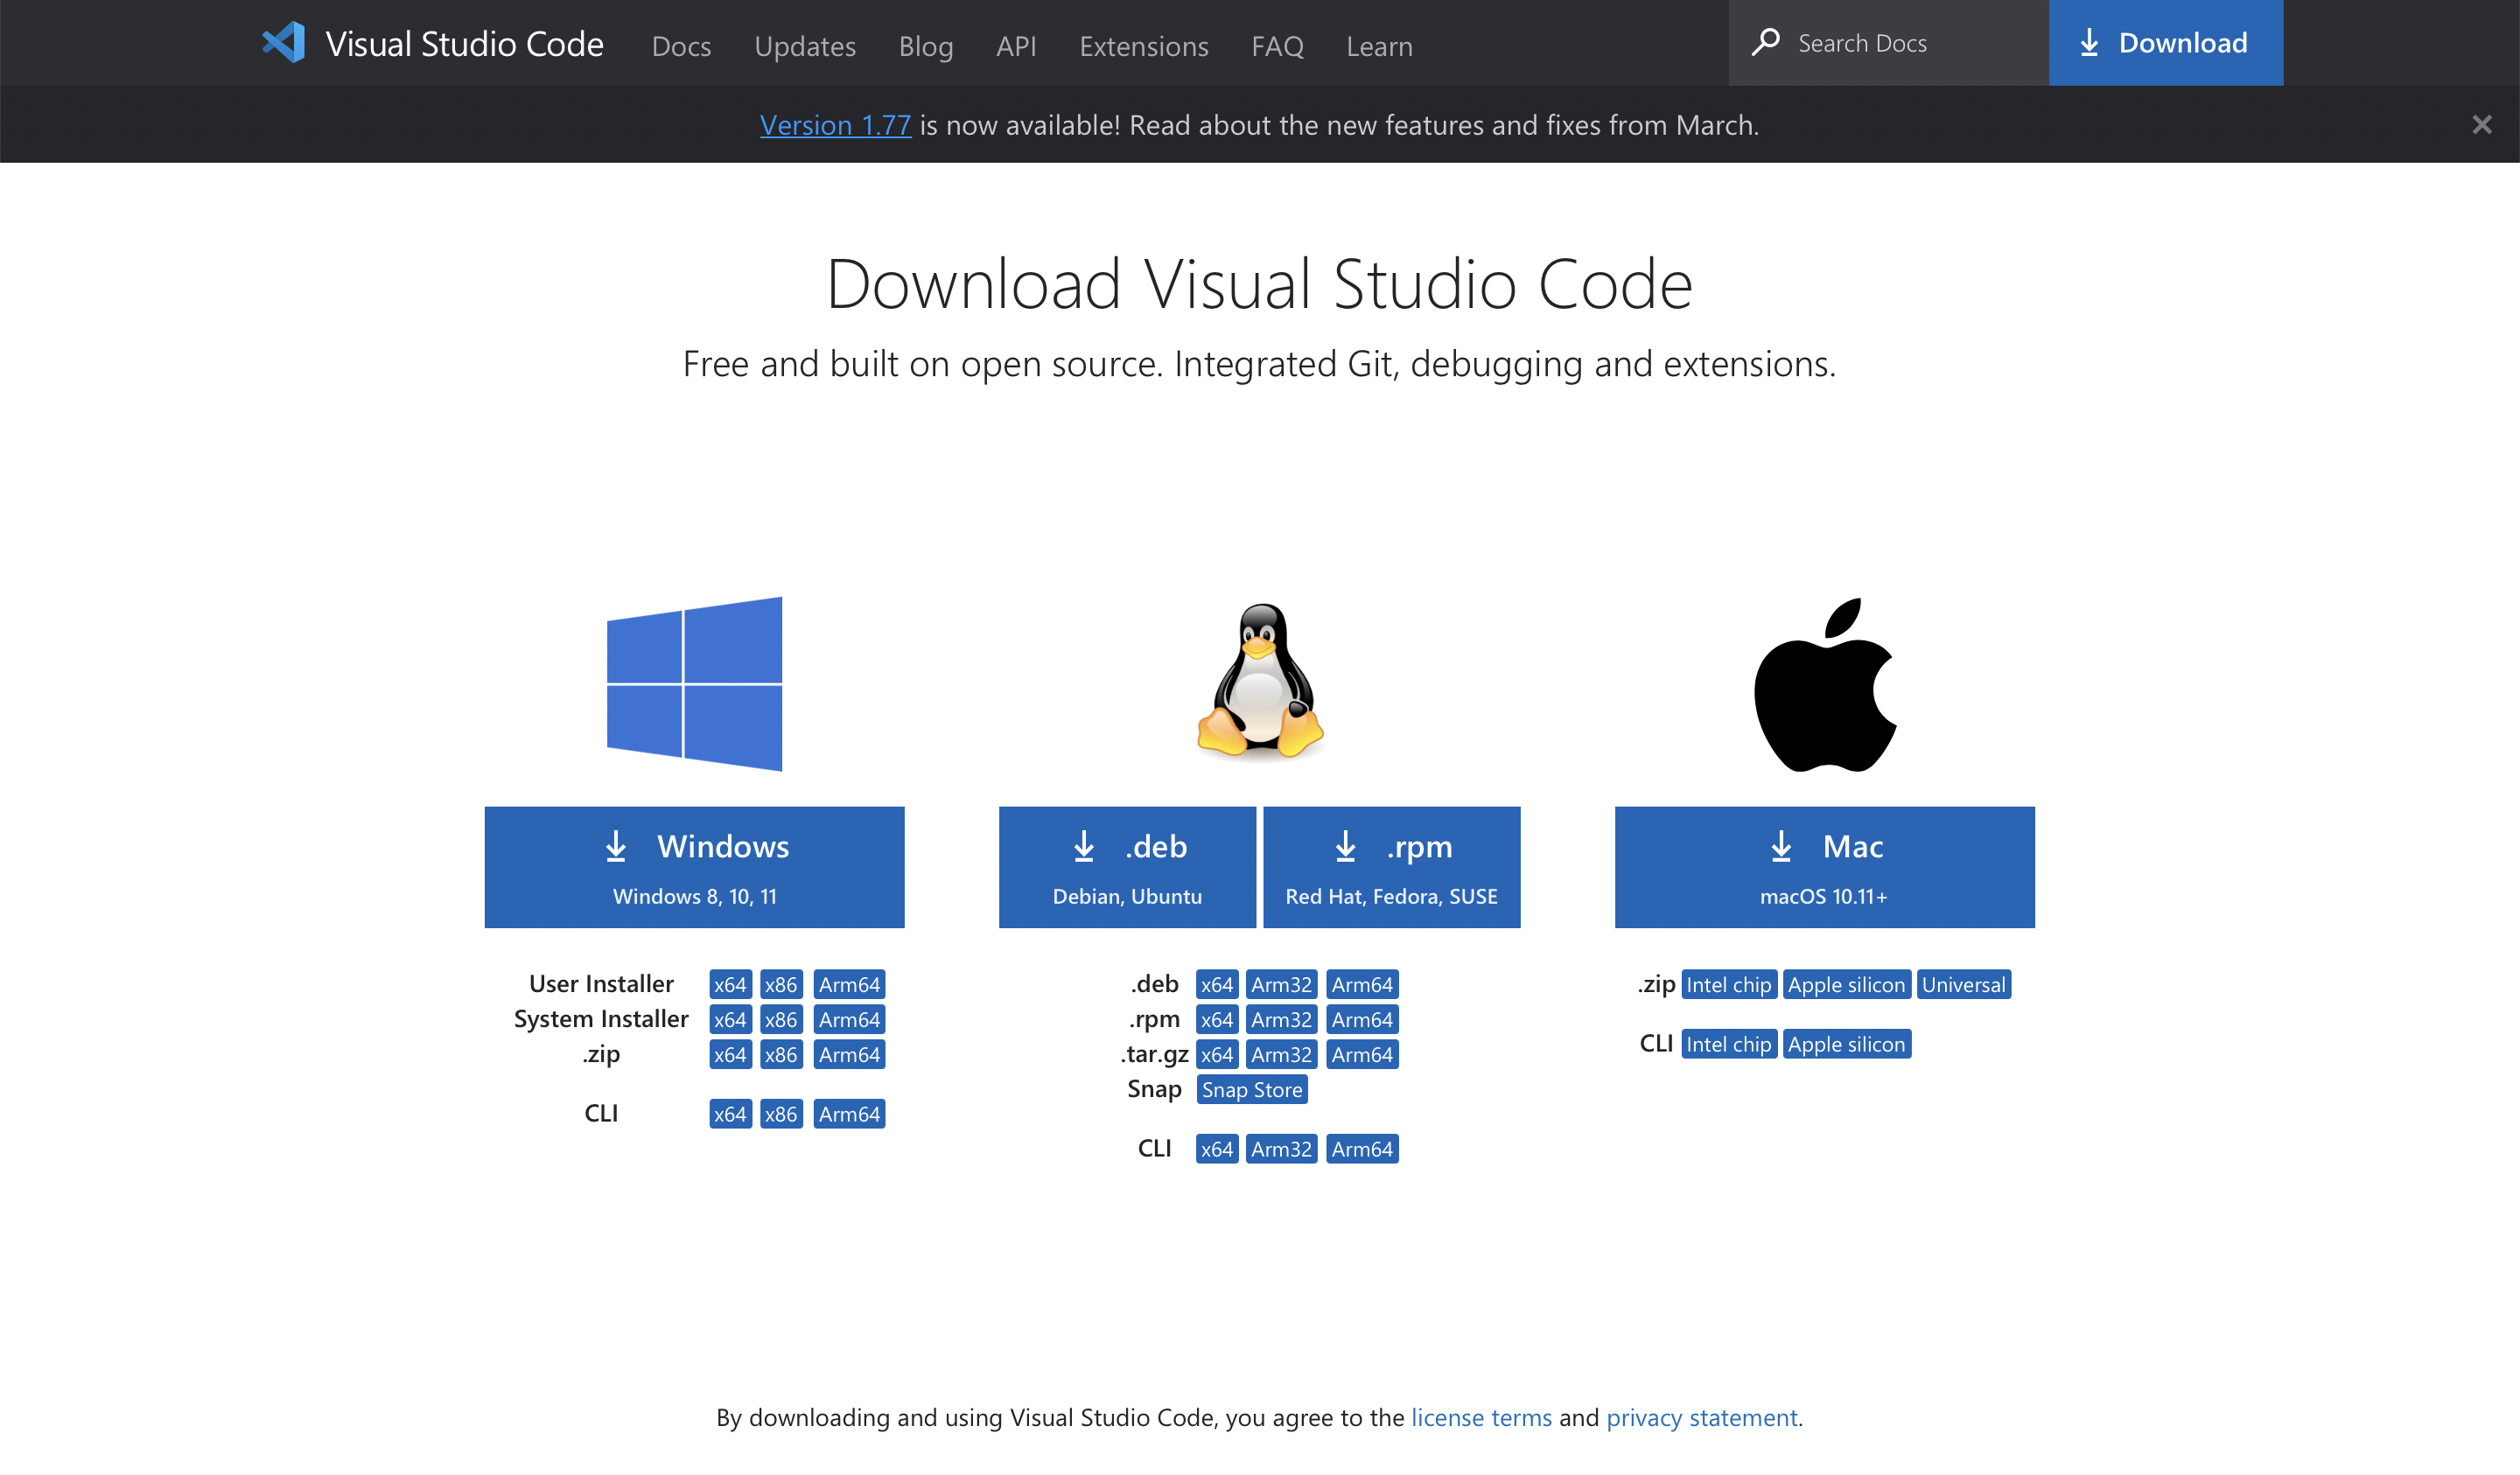 Visual Studio Code Docs Updates Blog API Extensions FAQ Learn Search Docs Download
Version 1.77 is now available! Read about the new features and fixes from March.
Download Visual Studio Code
Free and built on open source. Integrated Git, debugging and extensions.
Windows
Windows 8, 10, 11
User Installer x64 x86 Arm64
System Installer x64 x86 Arm64
.zip x64 x86 Arm64
CLI x64 x86 Arm64
.deb
Debian, Ubuntu
.rpm
Red Hat, Fedora, SUSE
.deb x64 Arm32 Arm64
.rpm x64 Arm32 Arm64
.tar.gz x64 Arm32 Arm64
Snap Snap Store
CLI x64 Arm32 Arm64
Mac
macOS 10.11+
.zip Intel chip Apple silicon Universal
CLI Intel chip Apple silicon
By downloading and using Visual Studio Code, you agree to the license terms and privacy statement.